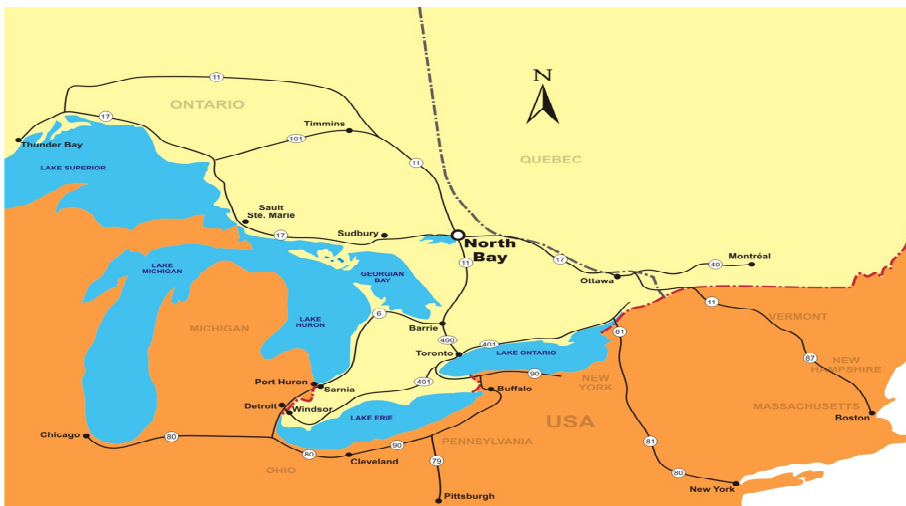 N
11
ONTARIO
17
Timmins
101
Thunder Bay
11
QUEBEC
LAKE SUPERIOR
Sault
Ste. Marie
Sudbury
17
North
Bay
11
17
Montréal
40
Ottawa
LAKE
MICHIGAN
GEORGIAN
BAY
6
LAKE
HURON
MICHIGAN
Barrie
400
401
Toronto
LAKE ONTARIO
81
11
VERMONT
87
NEW
HAMPSHIRE
Port Huron
Sarnia
401
90
NEW
YORK
Buffalo
Detroit
Windsor
LAKE ERIE
USA
MASSACHUSETTS
Boston
Chicago
80
90
PENNSYLVANIA
81
OHIO
80
Cleveland
79
80
New York
Pittsburgh